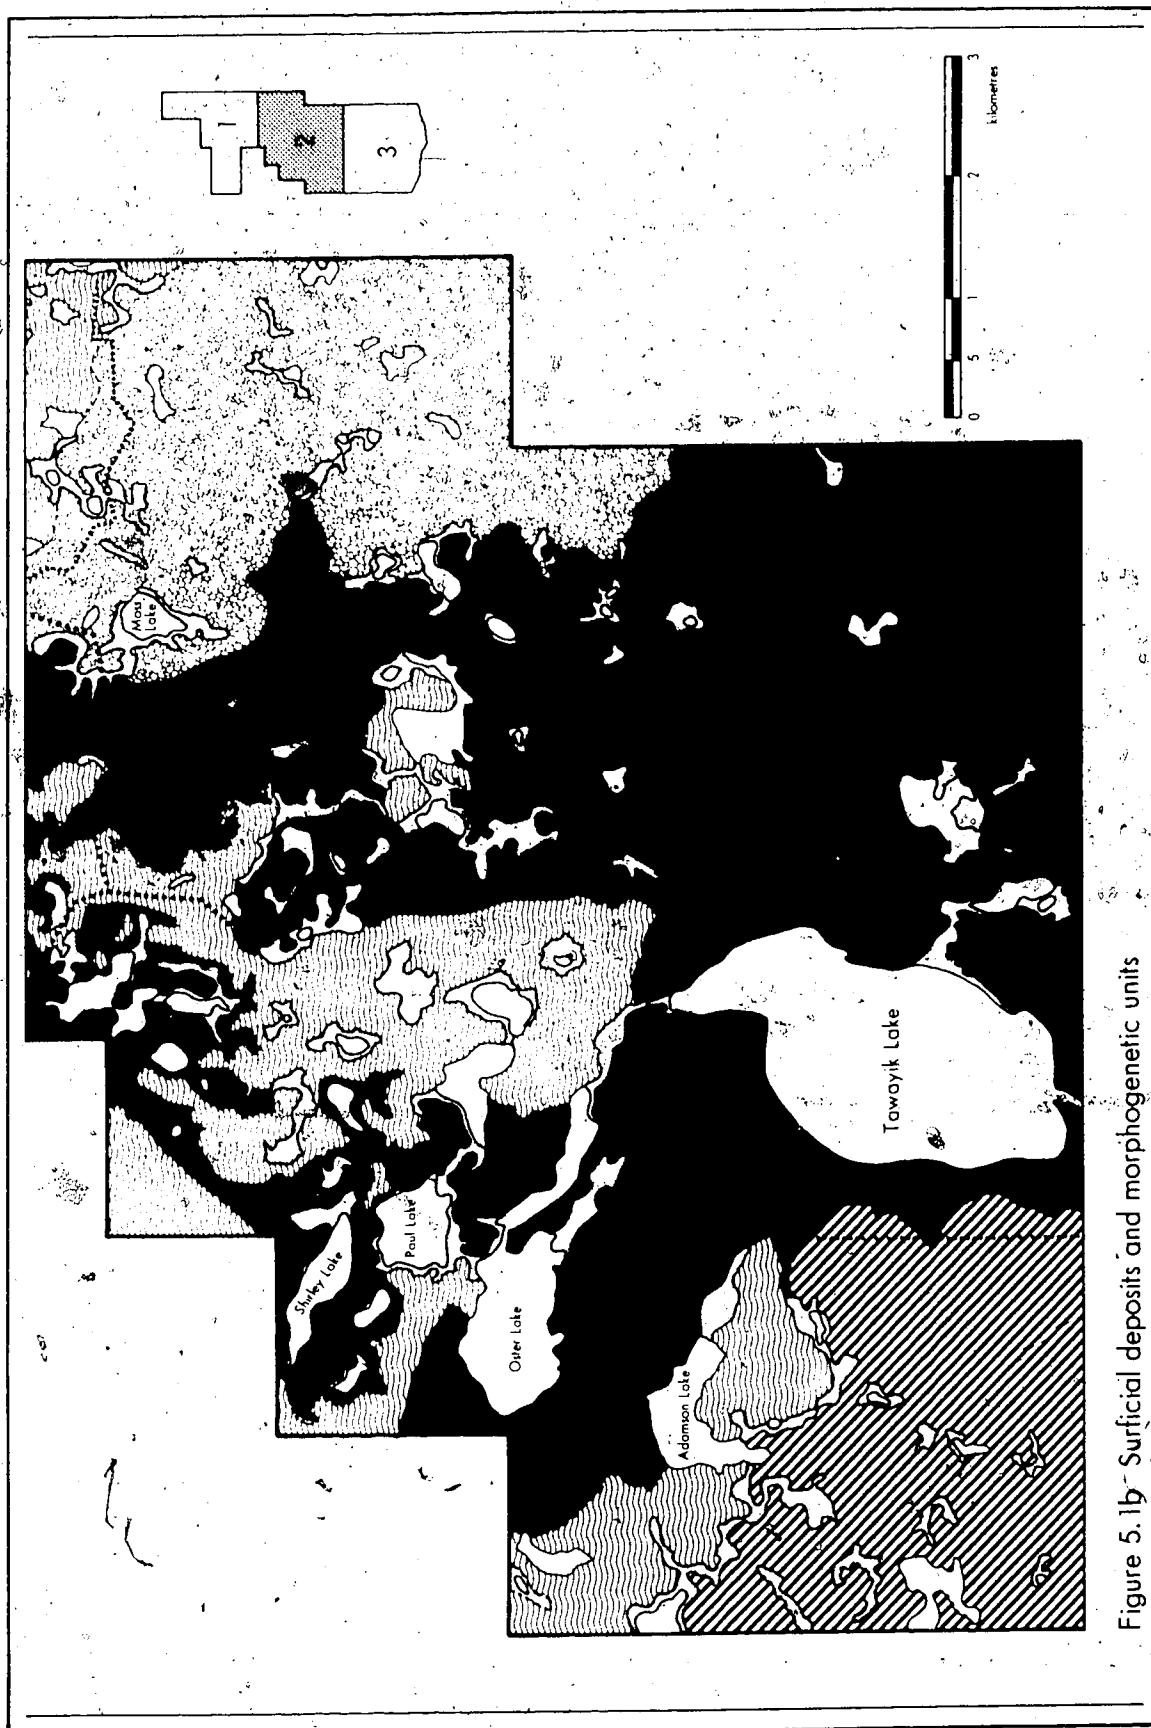 1
2
3
0
.5
1
2
3
kilometres
Moss
Lake
Shirley Lake
Paul Lake
Oster Lake
Adamson Lake
Tawayik Lake
Figure 5.1b Surficial deposits and morphogenetic units